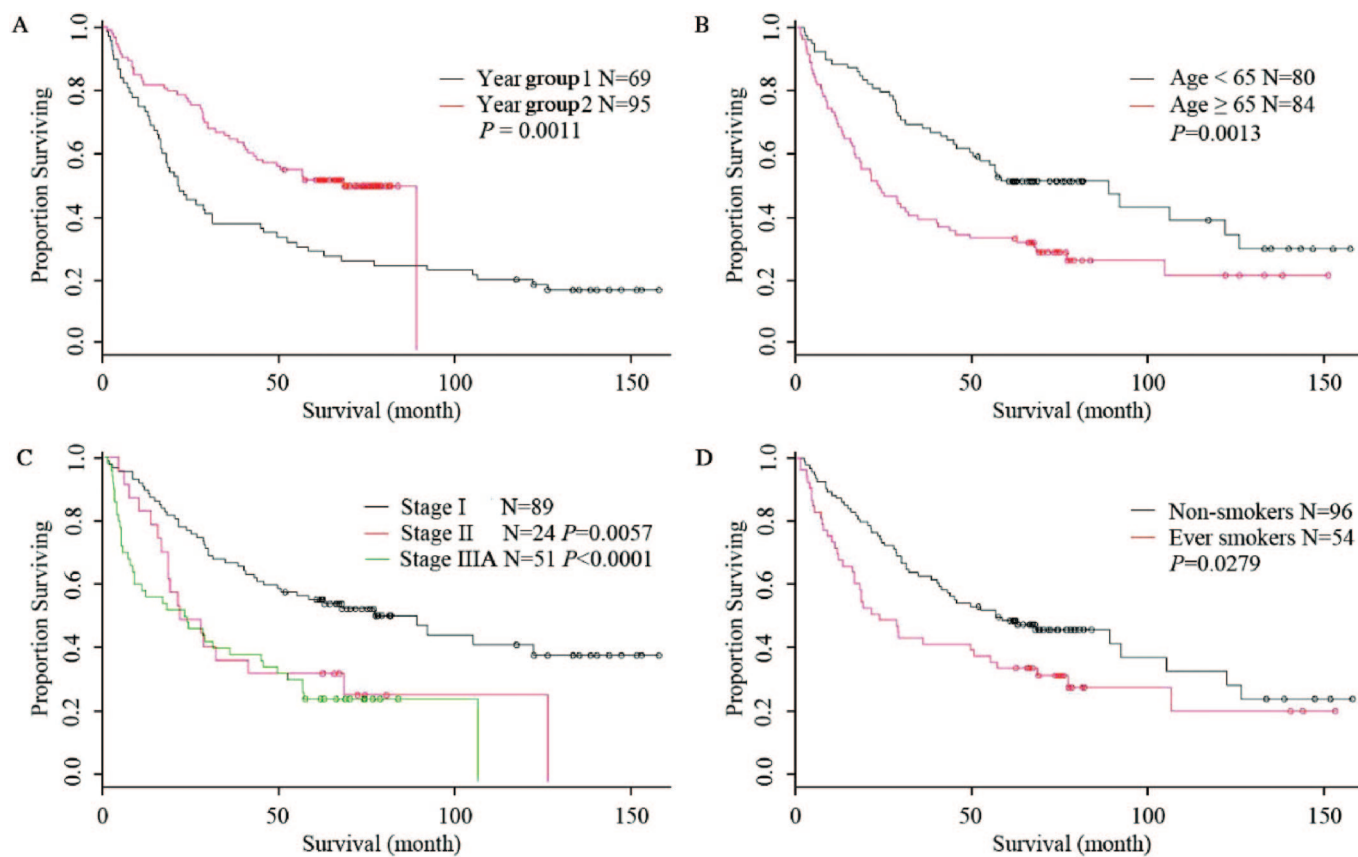 A
Proportion Surviving
1.0
0.8
0.6
0.4
0.2
0.0
Year group 1 N=69
Year group 2 N=95
P = 0.0011
0 50 100 150
Survival (month)
B
Proportion Surviving
1.0
0.8
0.6
0.4
0.2
0.0
Age < 65 N=80
Age ≥ 65 N=84
P=0.0013
0 50 100 150
Survival (month)
C
Proportion Surviving
1.0
0.8
0.6
0.4
0.2
0.0
Stage I N=89
Stage II N=24 P=0.0057
Stage IIIA N=51 P<0.0001
0 50 100 150
Survival (month)
D
Proportion Surviving
1.0
0.8
0.6
0.4
0.2
0.0
Non-smokers N=96
Ever smokers N=54
P=0.0279
0 50 100 150
Survival (month)